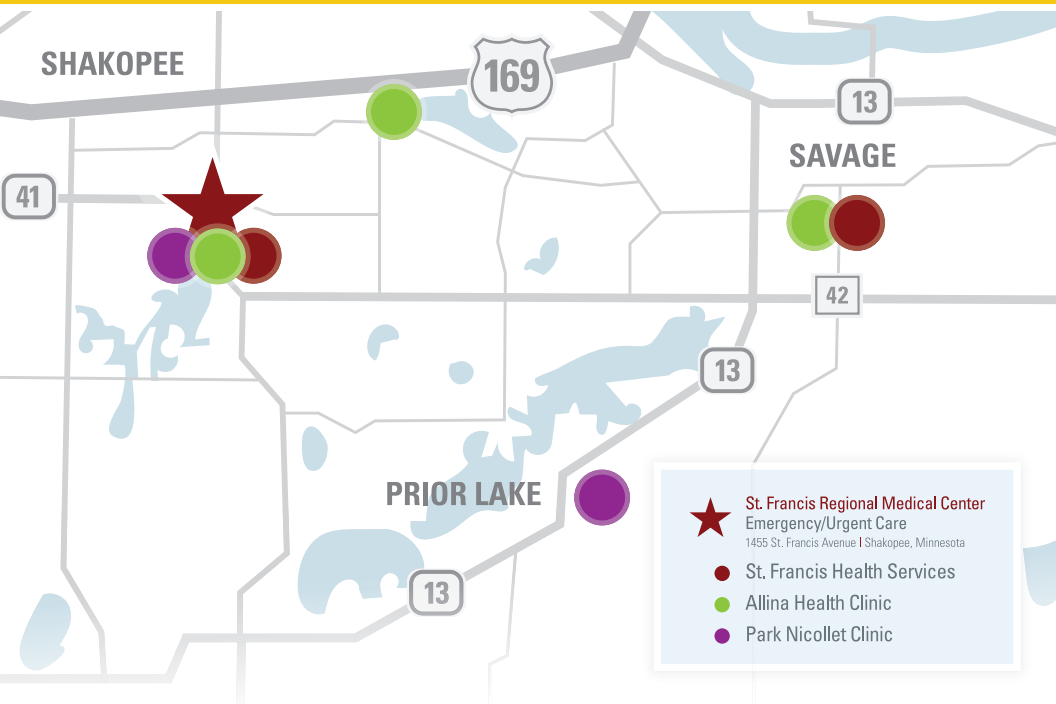 SHAKOPEE
169
13
SAVAGE
41
42
13
PRIOR LAKE
13
St. Francis Regional Medical Center
Emergency/Urgent Care
1455 St. Francis Avenue | Shakopee, Minnesota
St. Francis Health Services
Allina Health Clinic
Park Nicollet Clinic